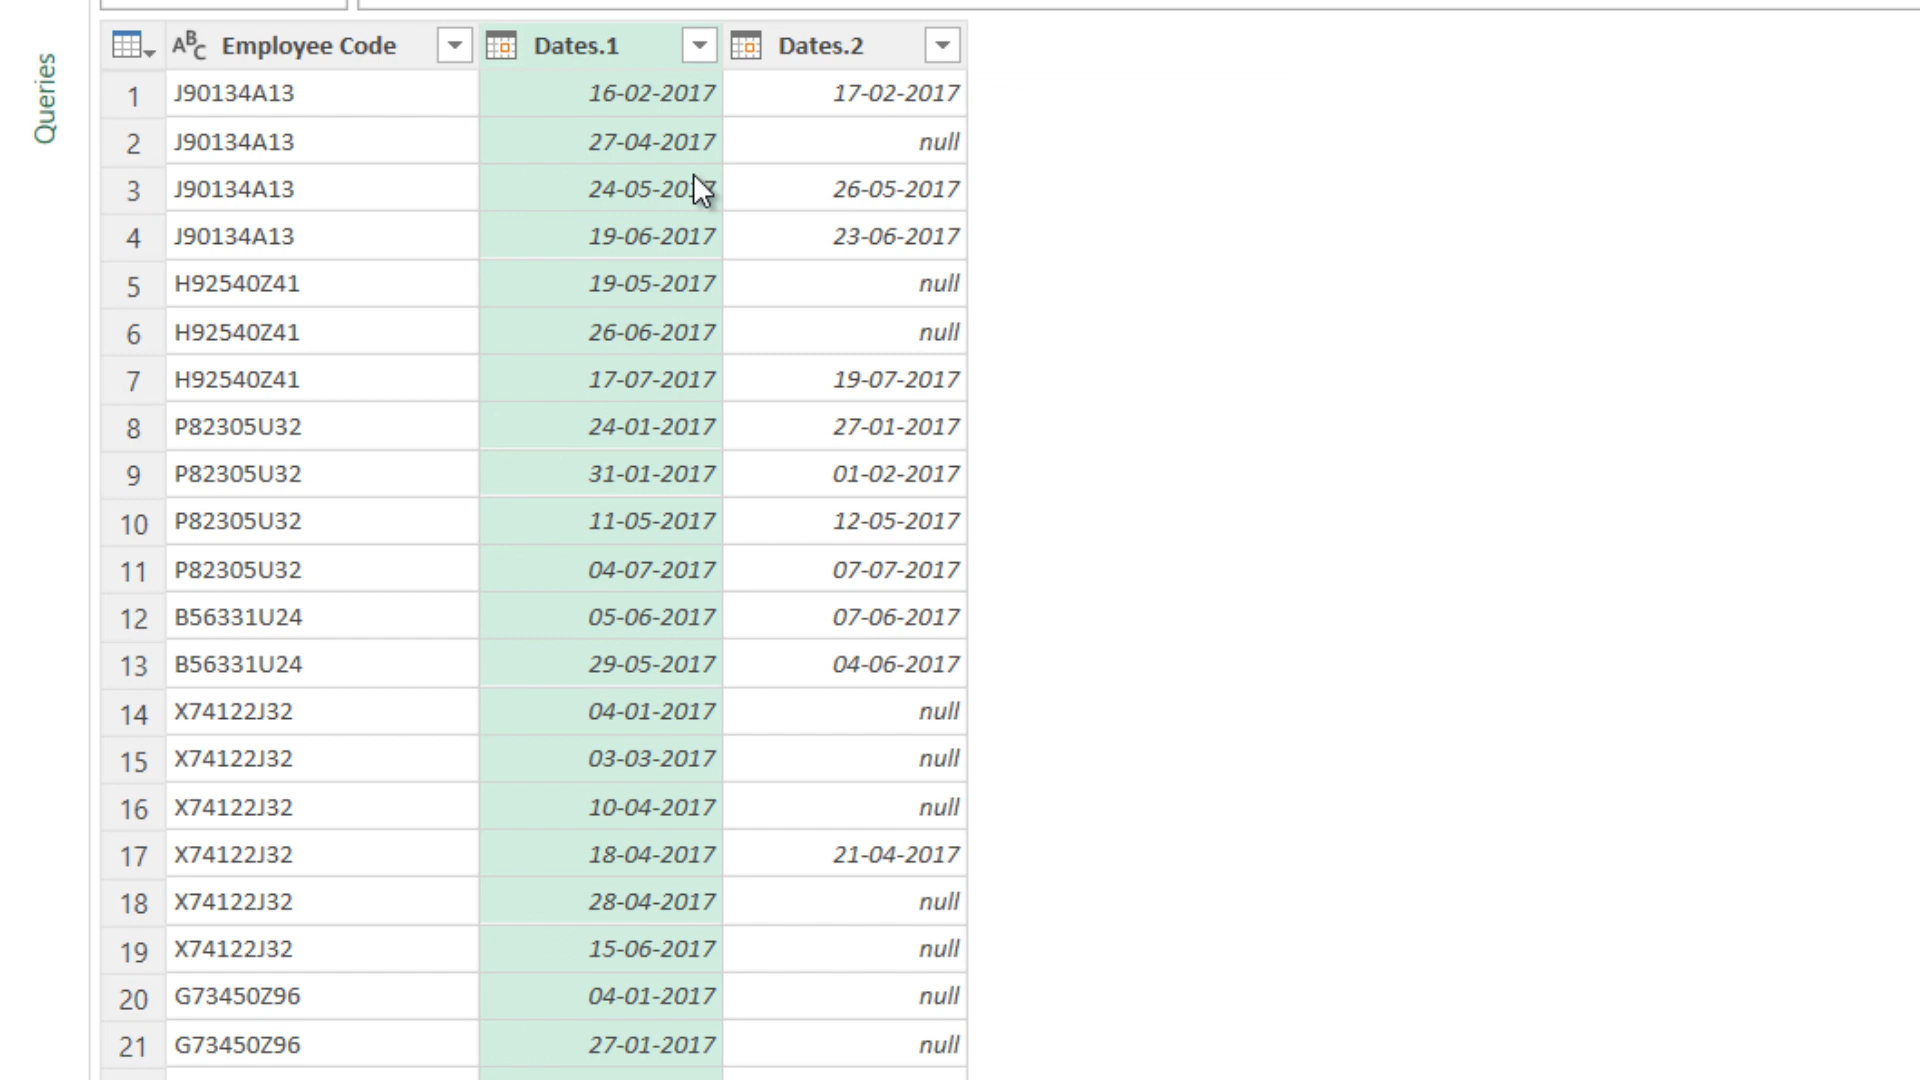 Queries
ABC Employee Code Dates.1 Dates.2
1 J90134A13 16-02-2017 17-02-2017
2 J90134A13 27-04-2017 null
3 J90134A13 24-05-2017 26-05-2017
4 J90134A13 19-06-2017 23-06-2017
5 H92540Z41 19-05-2017 null
6 H92540Z41 26-06-2017 null
7 H92540Z41 17-07-2017 19-07-2017
8 P82305U32 24-01-2017 27-01-2017
9 P82305U32 31-01-2017 01-02-2017
10 P82305U32 11-05-2017 12-05-2017
11 P82305U32 04-07-2017 07-07-2017
12 B56331U24 05-06-2017 07-06-2017
13 B56331U24 29-05-2017 04-06-2017
14 X74122J32 04-01-2017 null
15 X74122J32 03-03-2017 null
16 X74122J32 10-04-2017 null
17 X74122J32 18-04-2017 21-04-2017
18 X74122J32 28-04-2017 null
19 X74122J32 15-06-2017 null
20 G73450Z96 04-01-2017 null
21 G73450Z96 27-01-2017 null